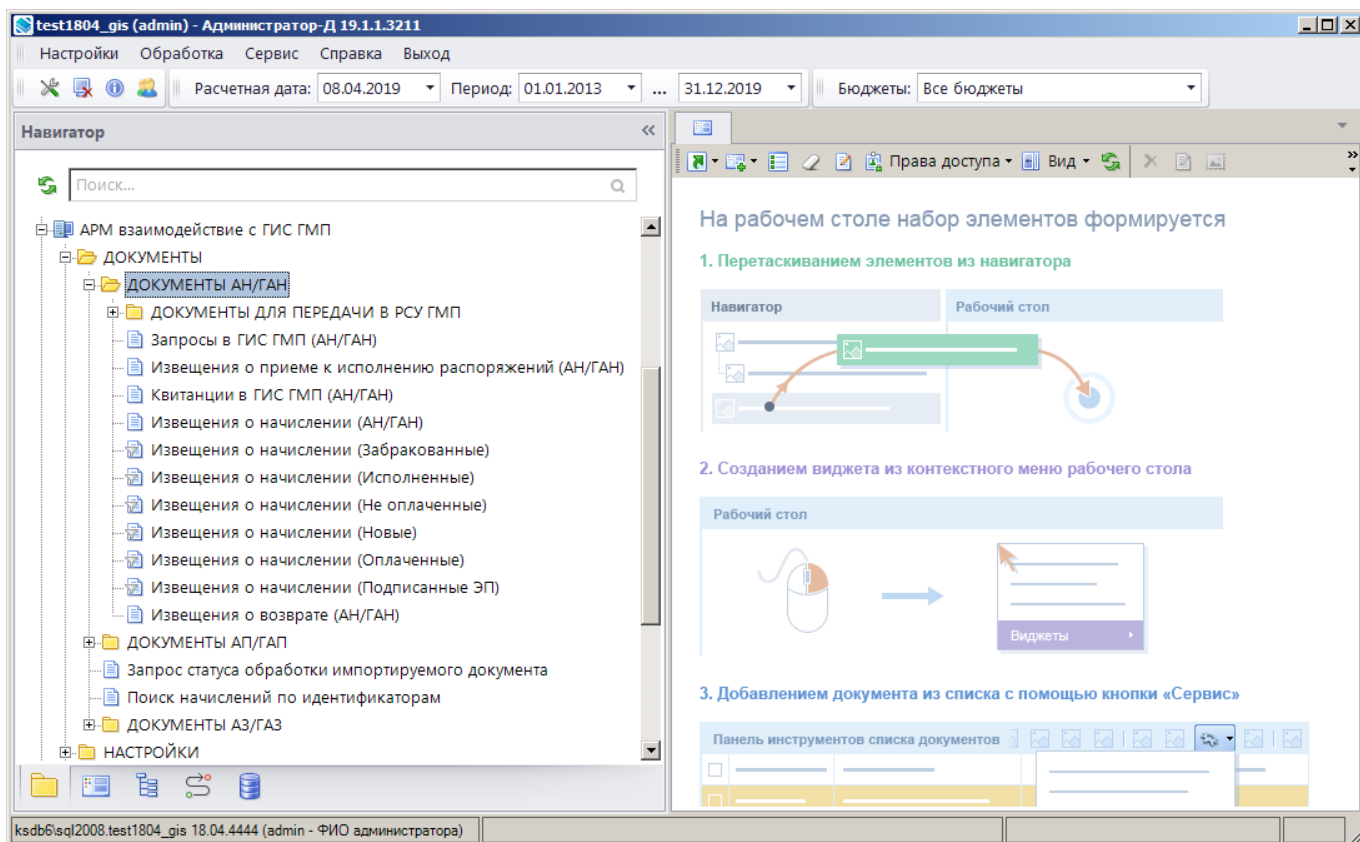 test1804_gis (admin) - Администратор-Д 19.1.1.3211
Настройки Обработка Сервис Справка Выход
Расчетная дата: 08.04.2019 Период: 01.01.2013 ... 31.12.2019 Бюджеты: Все бюджеты
Навигатор
Права доступа Вид
Поиск...
АРМ взаимодействие с ГИС ГМП
ДОКУМЕНТЫ
ДОКУМЕНТЫ АН/ГАН
ДОКУМЕНТЫ ДЛЯ ПЕРЕДАЧИ В РСУ ГМП
Запросы в ГИС ГМП (АН/ГАН)
Извещения о приеме к исполнению распоряжений (АН/ГАН)
Квитанции в ГИС ГМП (АН/ГАН)
Извещения о начислении (АН/ГАН)
Извещения о начислении (Забракованные)
Извещения о начислении (Исполненные)
Извещения о начислении (Не оплаченные)
Извещения о начислении (Новые)
Извещения о начислении (Оплаченные)
Извещения о начислении (Подписанные ЭП)
Извещения о возврате (АН/ГАН)
ДОКУМЕНТЫ АП/ГАП
Запрос статуса обработки импортируемого документа
Поиск начислений по идентификаторам
ДОКУМЕНТЫ АЗ/ГАЗ
НАСТРОЙКИ
На рабочем столе набор элементов формируется
1. Перетаскиванием элементов из навигатора
Навигатор Рабочий стол
2. Созданием виджета из контекстного меню рабочего стола
Рабочий стол
Виджеты
3. Добавлением документа из списка с помощью кнопки «Сервис»
Панель инструментов списка документов
ksdb6\sql2008.test1804_gis 18.04.4444 (admin - ФИО администратора)